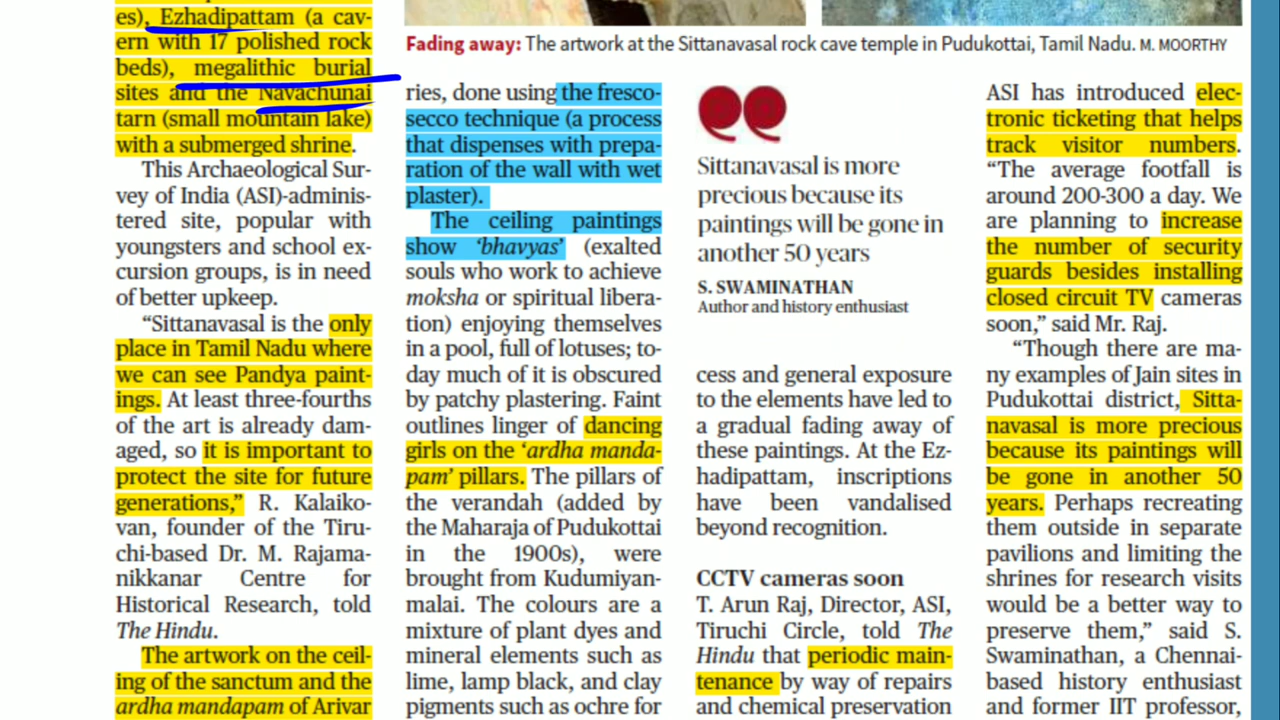 es), Ezhadipattam (a cav-
ern with 17 polished rock
beds), megalithic burial
sites and the Navachunai
tarn (small mountain lake)
with a submerged shrine.
This Archaeological Sur-
vey of India (ASI)-adminis-
tered site, popular with
youngsters and school ex-
cursion groups, is in need
of better upkeep.
“Sittanavasal is the only
place in Tamil Nadu where
we can see Pandya paint-
ings. At least three-fourths
of the art is already dam-
aged, so it is important to
protect the site for future
generations,” R. Kalaiko-
van, founder of the Tiru-
chi-based Dr. M. Rajama-
nikkanar Centre for
Historical Research, told
The Hindu.
The artwork on the ceil-
ing of the sanctum and the
ardha mandapam of Arivar
Fading away: The artwork at the Sittanavasal rock cave temple in Pudukottai, Tamil Nadu. M. MOORTHY
ries, done using the fresco-
secco technique (a process
that dispenses with prepa-
ration of the wall with wet
plaster).
The ceiling paintings
show ‘bhavyas’ (exalted
souls who work to achieve
moksha or spiritual libera-
tion) enjoying themselves
in a pool, full of lotuses; to-
day much of it is obscured
by patchy plastering. Faint
outlines linger of dancing
girls on the ‘ardha manda-
pam’ pillars. The pillars of
the verandah (added by
the Maharaja of Pudukottai
in the 1900s), were
brought from Kudumiyan-
malai. The colours are a
mixture of plant dyes and
mineral elements such as
lime, lamp black, and clay
pigments such as ochre for
Sittanavasal is more
precious because its
paintings will be gone in
another 50 years
S. SWAMINATHAN
Author and history enthusiast
cess and general exposure
to the elements have led to
a gradual fading away of
these paintings. At the Ez-
hadipattam, inscriptions
have been vandalised
beyond recognition.
CCTV cameras soon
T. Arun Raj, Director, ASI,
Tiruchi Circle, told The
Hindu that periodic main-
tenance by way of repairs
and chemical preservation
ASI has introduced elec-
tronic ticketing that helps
track visitor numbers.
“The average footfall is
around 200-300 a day. We
are planning to increase
the number of security
guards besides installing
closed circuit TV cameras
soon,” said Mr. Raj.
“Though there are ma-
ny examples of Jain sites in
Pudukottai district, Sitta-
navasal is more precious
because its paintings will
be gone in another 50
years. Perhaps recreating
them outside in separate
pavilions and limiting the
shrines for research visits
would be a better way to
preserve them,” said S.
Swaminathan, a Chennai-
based history enthusiast
and former IIT professor,